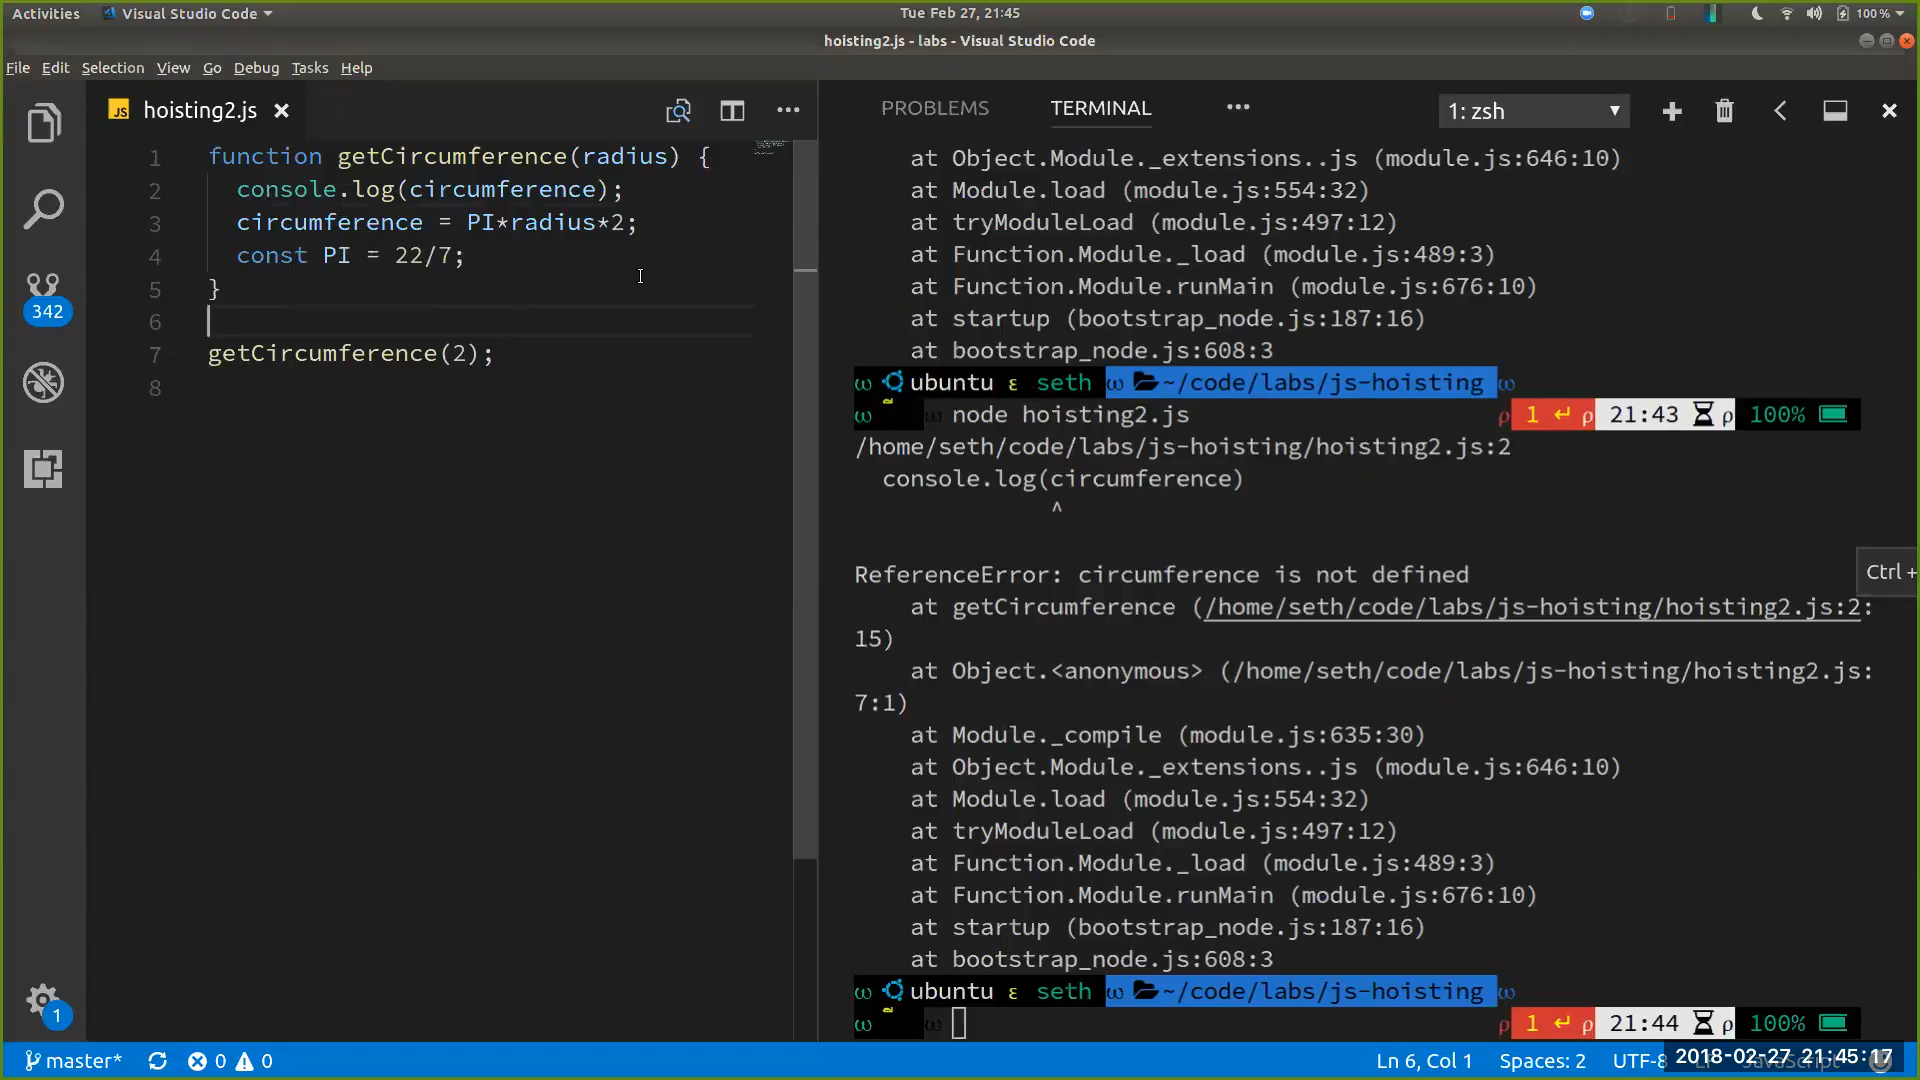 Activities Visual Studio Code Tue Feb 27, 21:45 100%
hoisting2.js - labs - Visual Studio Code
File Edit Selection View Go Debug Tasks Help
JS hoisting2.js
1 function getCircumference(radius) {
2 console.log(circumference);
3 circumference = PI*radius*2;
4 const PI = 22/7;
5 }
6
7 getCircumference(2);
8
342
1
PROBLEMS TERMINAL 1: zsh
at Object.Module._extensions..js (module.js:646:10)
at Module.load (module.js:554:32)
at tryModuleLoad (module.js:497:12)
at Function.Module._load (module.js:489:3)
at Function.Module.runMain (module.js:676:10)
at startup (bootstrap_node.js:187:16)
at bootstrap_node.js:608:3
ω ubuntu ε seth ω ~/code/labs/js-hoisting ω
ω ω node hoisting2.js ρ 1 ↵ ρ 21:43 ρ 100%
/home/seth/code/labs/js-hoisting/hoisting2.js:2
console.log(circumference)
^
ReferenceError: circumference is not defined
at getCircumference (/home/seth/code/labs/js-hoisting/hoisting2.js:2:
15)
at Object.<anonymous> (/home/seth/code/labs/js-hoisting/hoisting2.js:
7:1)
at Module._compile (module.js:635:30)
at Object.Module._extensions..js (module.js:646:10)
at Module.load (module.js:554:32)
at tryModuleLoad (module.js:497:12)
at Function.Module._load (module.js:489:3)
at Function.Module.runMain (module.js:676:10)
at startup (bootstrap_node.js:187:16)
at bootstrap_node.js:608:3
ω ubuntu ε seth ω ~/code/labs/js-hoisting ω
ω ω ρ 1 ↵ ρ 21:44 ρ 100%
Ctrl +
master* 0 0 Ln 6, Col 1 Spaces: 2 UTF-8
2018-02-27 21:45:17